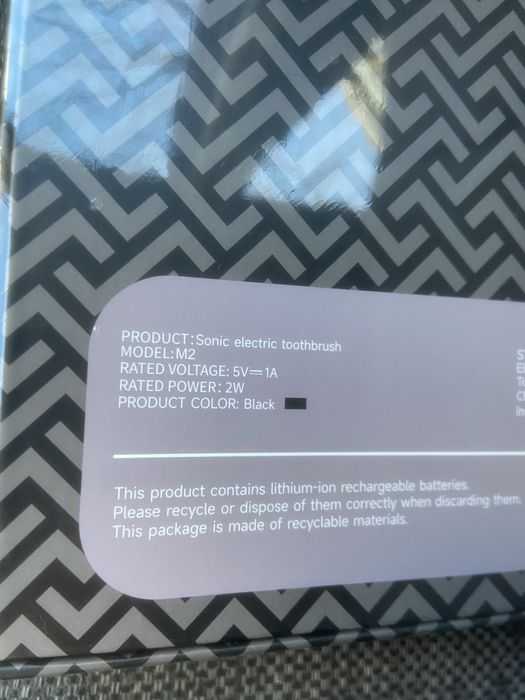 PRODUCT:Sonic electric toothbrush
MODEL:M2
RATED VOLTAGE: 5V⎓1A
RATED POWER: 2W
PRODUCT COLOR: Black
This product contains lithium-ion rechargeable batteries.
Please recycle or dispose of them correctly when discarding them.
This package is made of recyclable materials.